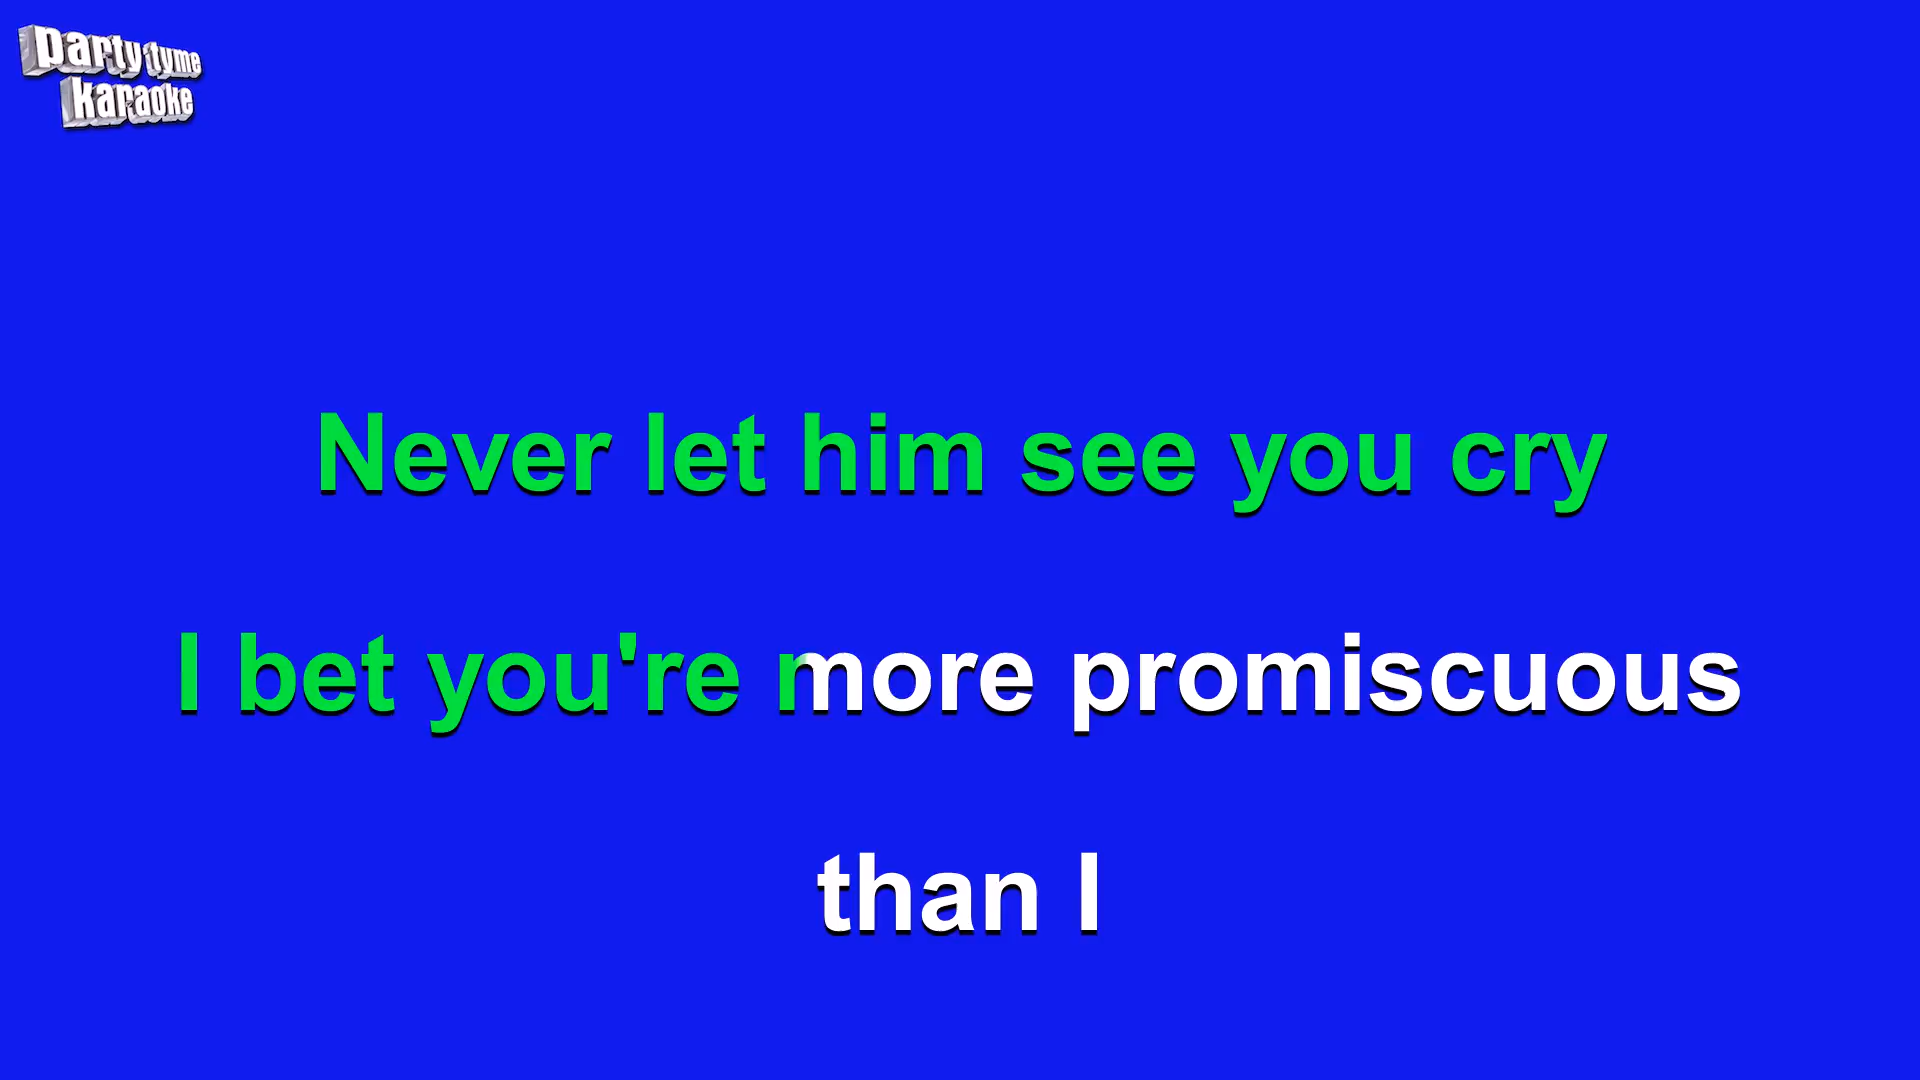 party tyme
karaoke
Never let him see you cry
I bet you're more promiscuous
than I